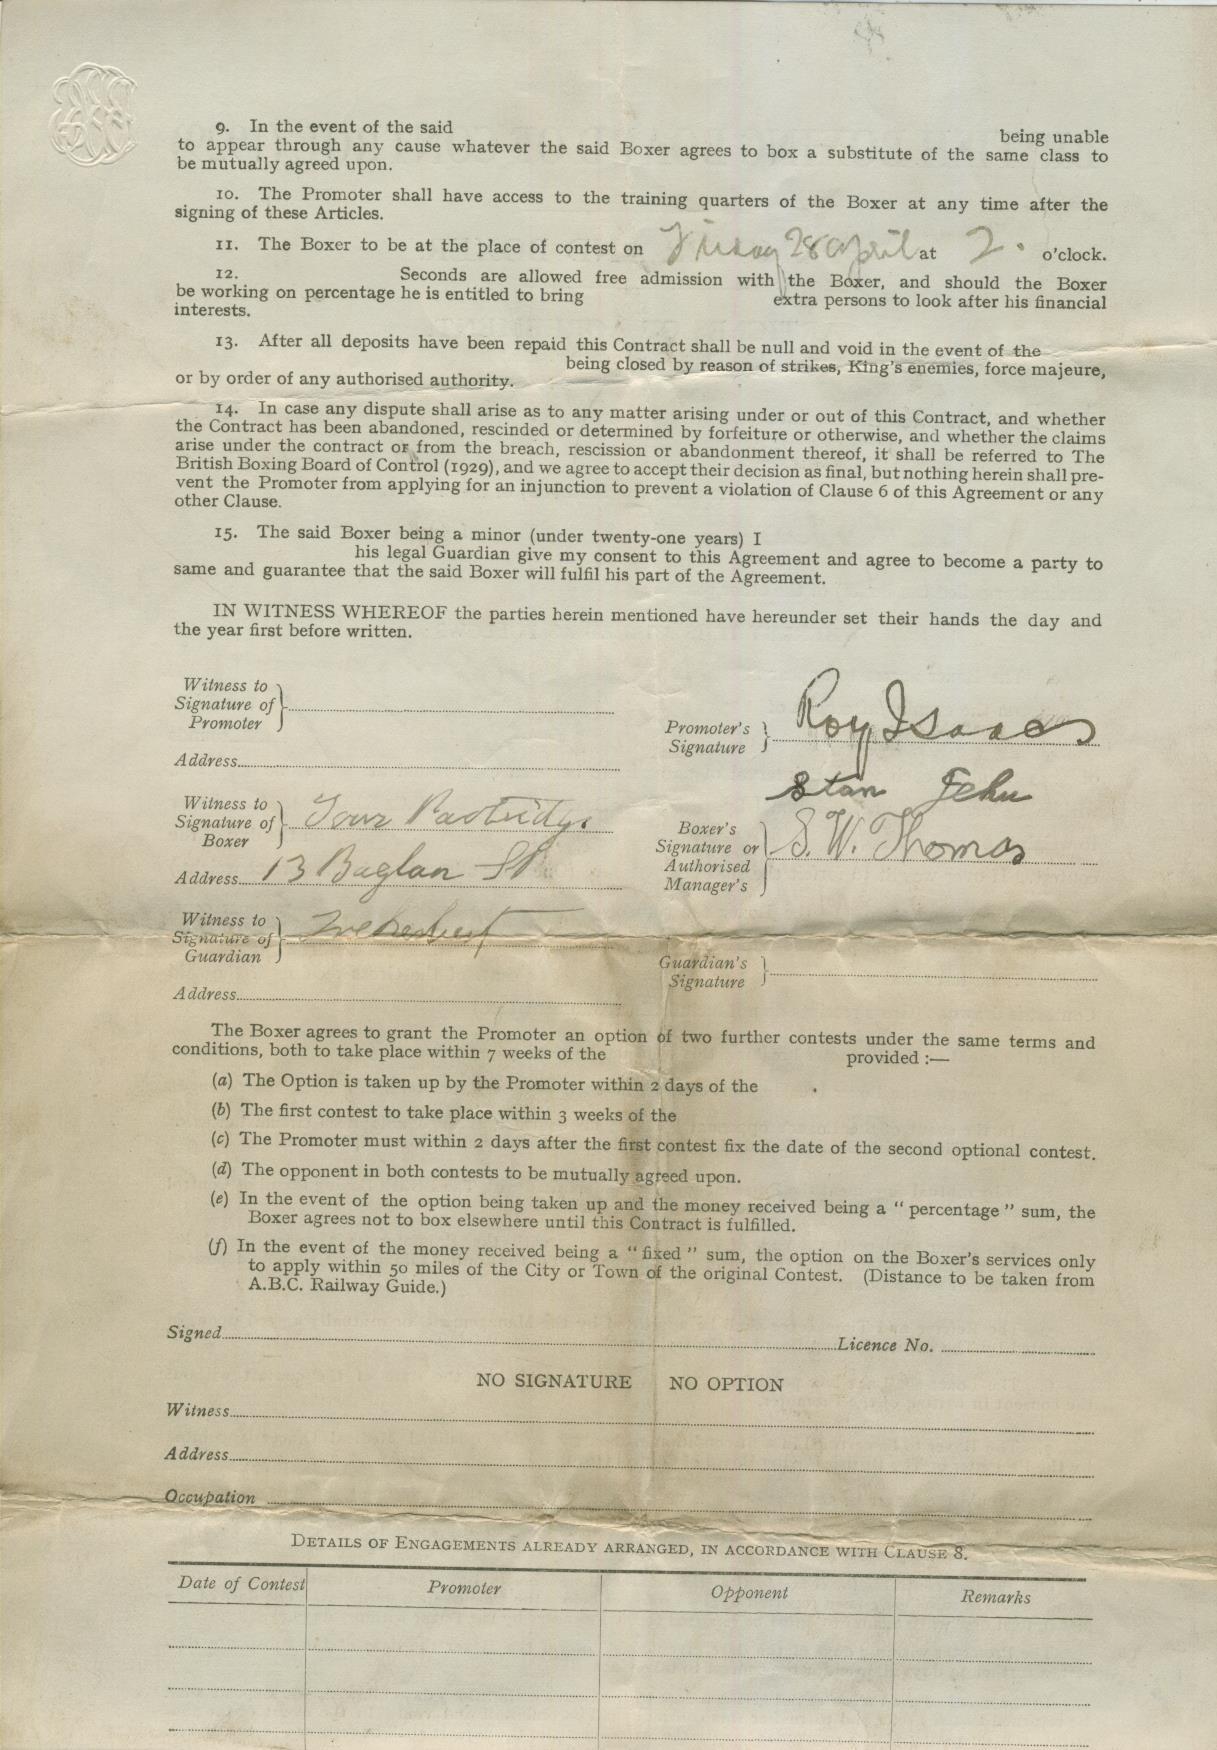 9. In the event of the said
being unable
to appear through any cause whatever the said Boxer agrees to box a substitute of the same class to
be mutually agreed upon.
10. The Promoter shall have access to the training quarters of the Boxer at any time after the
signing of these Articles.
11. The Boxer to be at the place of contest on Friday 28 april at 2. o'clock.
12. Seconds are allowed free admission with the Boxer, and should the Boxer
be working on percentage he is entitled to bring extra persons to look after his financial
interests.
13. After all deposits have been repaid this Contract shall be null and void in the event of the
being closed by reason of strikes, King's enemies, force majeure,
or by order of any authorised authority.
14. In case any dispute shall arise as to any matter arising under or out of this Contract, and whether
the Contract has been abandoned, rescinded or determined by forfeiture or otherwise, and whether the claims
arise under the contract or from the breach, rescission or abandonment thereof, it shall be referred to The
British Boxing Board of Control (1929), and we agree to accept their decision as final, but nothing herein shall pre-
vent the Promoter from applying for an injunction to prevent a violation of Clause 6 of this Agreement or any
other Clause.
15. The said Boxer being a minor (under twenty-one years) I
his legal Guardian give my consent to this Agreement and agree to become a party to
same and guarantee that the said Boxer will fulfil his part of the Agreement.
IN WITNESS WHEREOF the parties herein mentioned have hereunder set their hands the day and
the year first before written.
Witness to
Signature of
Promoter
Promoter's
Signature
Roy Isaacs
Address
Stan Jehu
Witness to
Signature of
Boxer
Boxer's
Signature or
Authorised
Manager's
S. W. Thomas
Address 13 Baglan St
Witness to
Signature of
Guardian
Guardian's
Signature
Address
The Boxer agrees to grant the Promoter an option of two further contests under the same terms and
conditions, both to take place within 7 weeks of the provided :—
(a) The Option is taken up by the Promoter within 2 days of the
(b) The first contest to take place within 3 weeks of the
(c) The Promoter must within 2 days after the first contest fix the date of the second optional contest.
(d) The opponent in both contests to be mutually agreed upon.
(e) In the event of the option being taken up and the money received being a " percentage " sum, the
Boxer agrees not to box elsewhere until this Contract is fulfilled.
(f) In the event of the money received being a " fixed " sum, the option on the Boxer's services only
to apply within 50 miles of the City or Town of the original Contest. (Distance to be taken from
A.B.C. Railway Guide.)
Signed Licence No.
NO SIGNATURE NO OPTION
Witness
Address
Occupation
DETAILS OF ENGAGEMENTS ALREADY ARRANGED, IN ACCORDANCE WITH CLAUSE 8.
Date of Contest Promoter Opponent Remarks